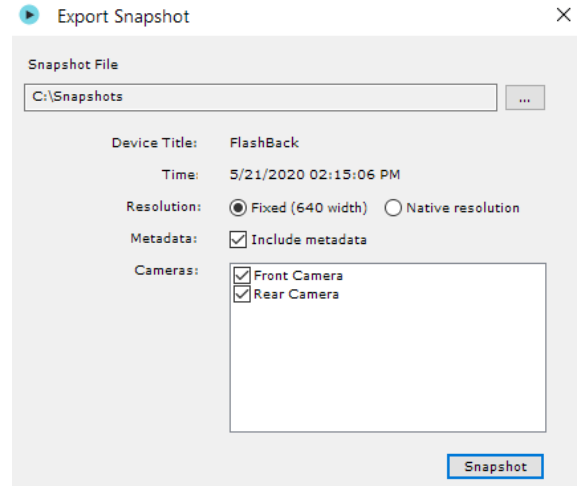 Export Snapshot
Snapshot File
C:\Snapshots
...
Device Title: FlashBack
Time: 5/21/2020 02:15:06 PM
Resolution: Fixed (640 width) Native resolution
Metadata: Include metadata
Cameras: Front Camera
Rear Camera
Snapshot